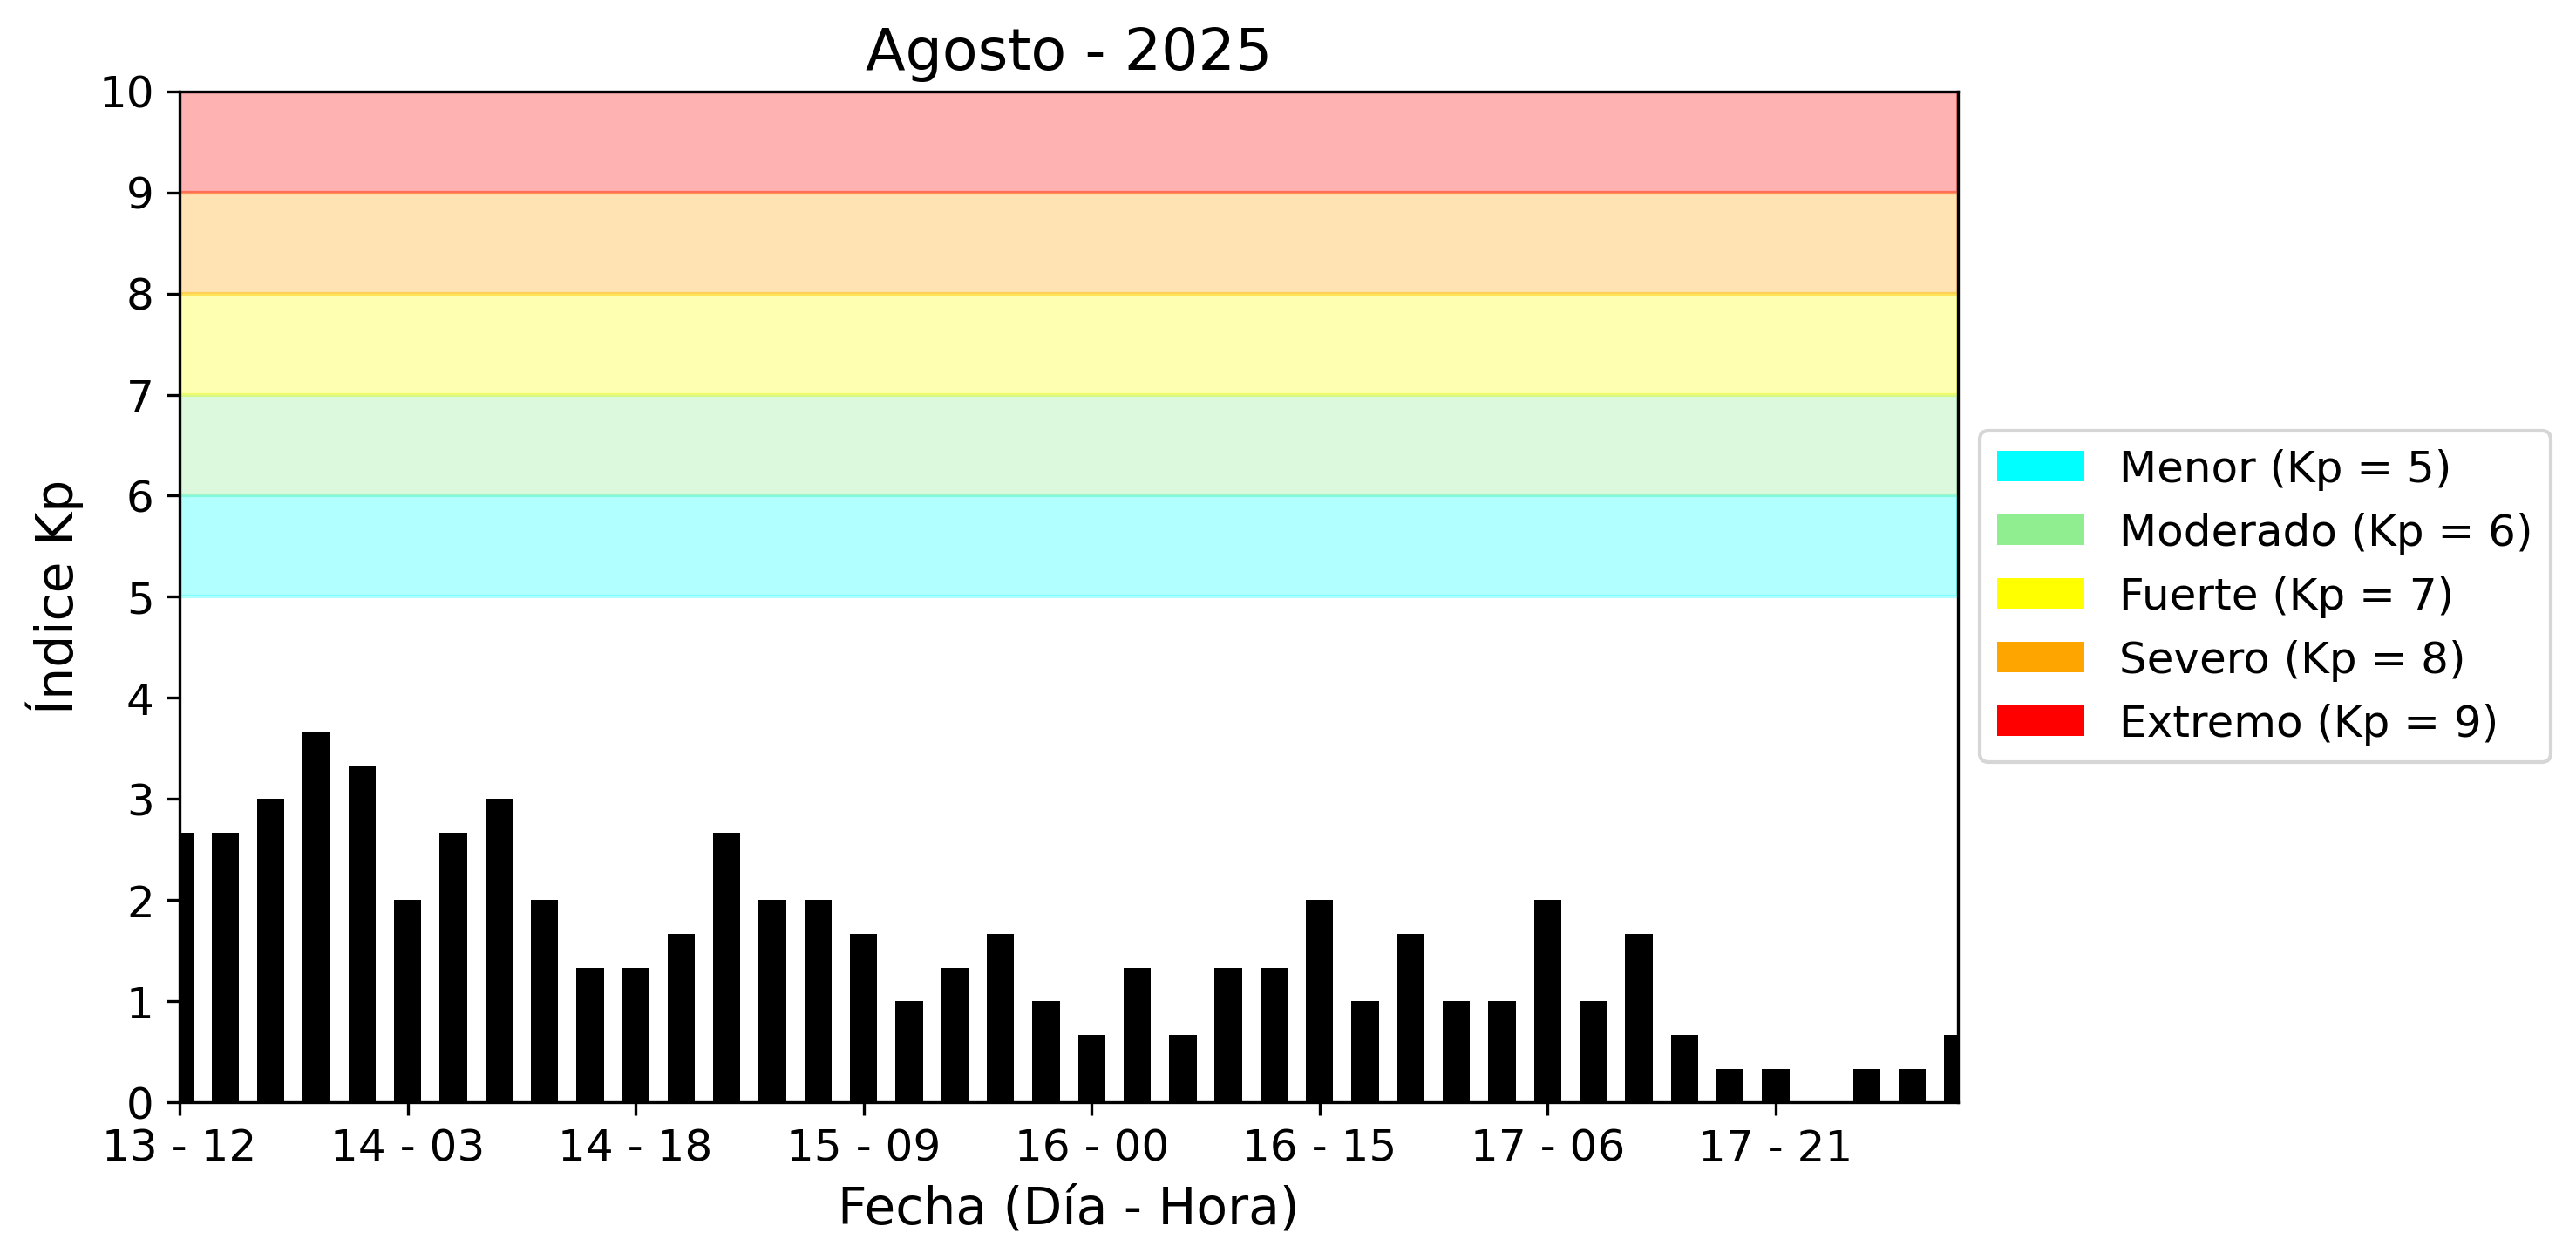 Agosto - 2025
10
9
8
7
6
5
4
3
2
1
0
Índice Kp
13 - 12
14 - 03
14 - 18
15 - 09
16 - 00
16 - 15
17 - 06
17 - 21
Fecha (Día - Hora)
Menor (Kp = 5)
Moderado (Kp = 6)
Fuerte (Kp = 7)
Severo (Kp = 8)
Extremo (Kp = 9)